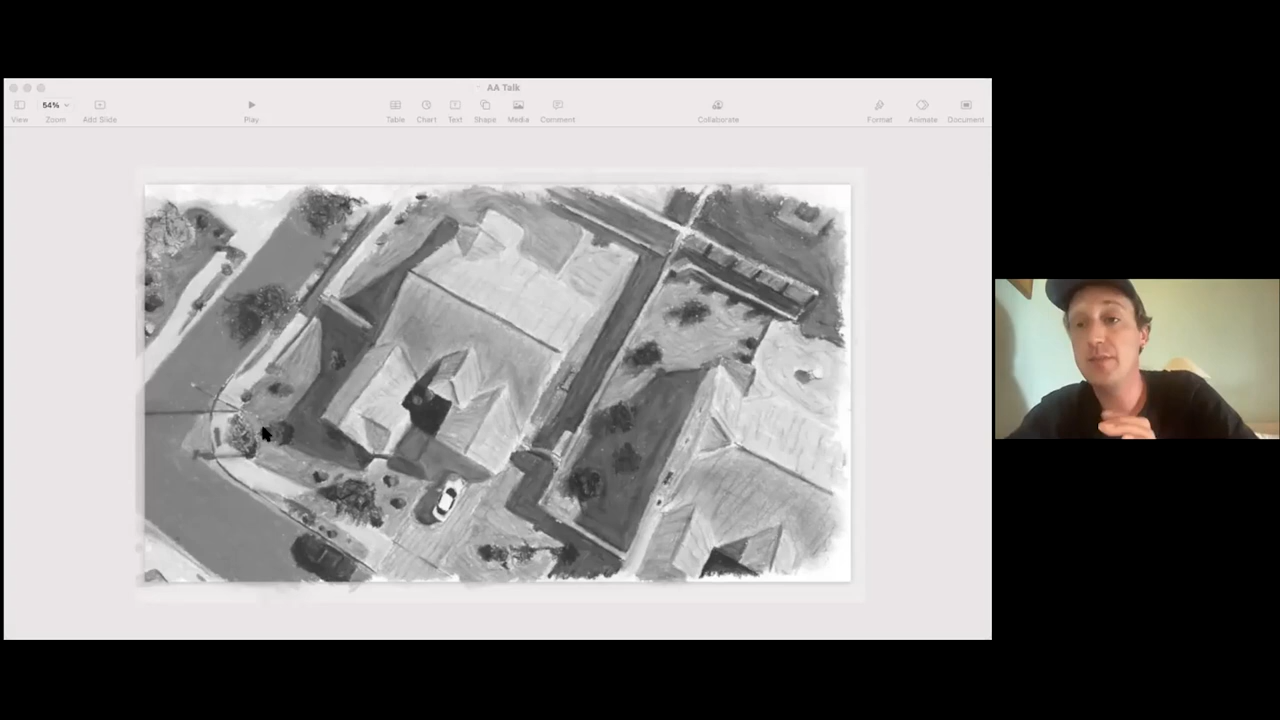 AA Talk
54%
View Zoom Add Slide Play Table Chart Text Shape Media Comment Collaborate Format Animate Document